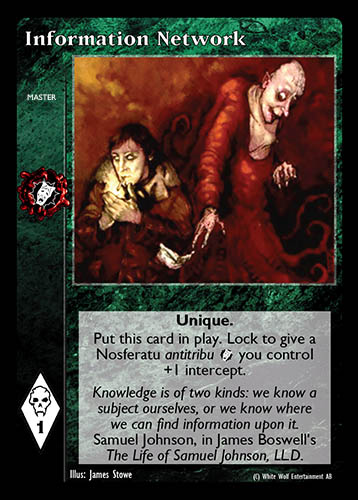 Information Network
MASTER
Unique.
Put this card in play. Lock to give a
Nosferatu antitribu you control
+1 intercept.
Knowledge is of two kinds: we know a
subject ourselves, or we know where
we can find information upon it.
Samuel Johnson, in James Boswell's
The Life of Samuel Johnson, LL.D.
1
Illus: James Stowe
(C) White Wolf Entertainment AB